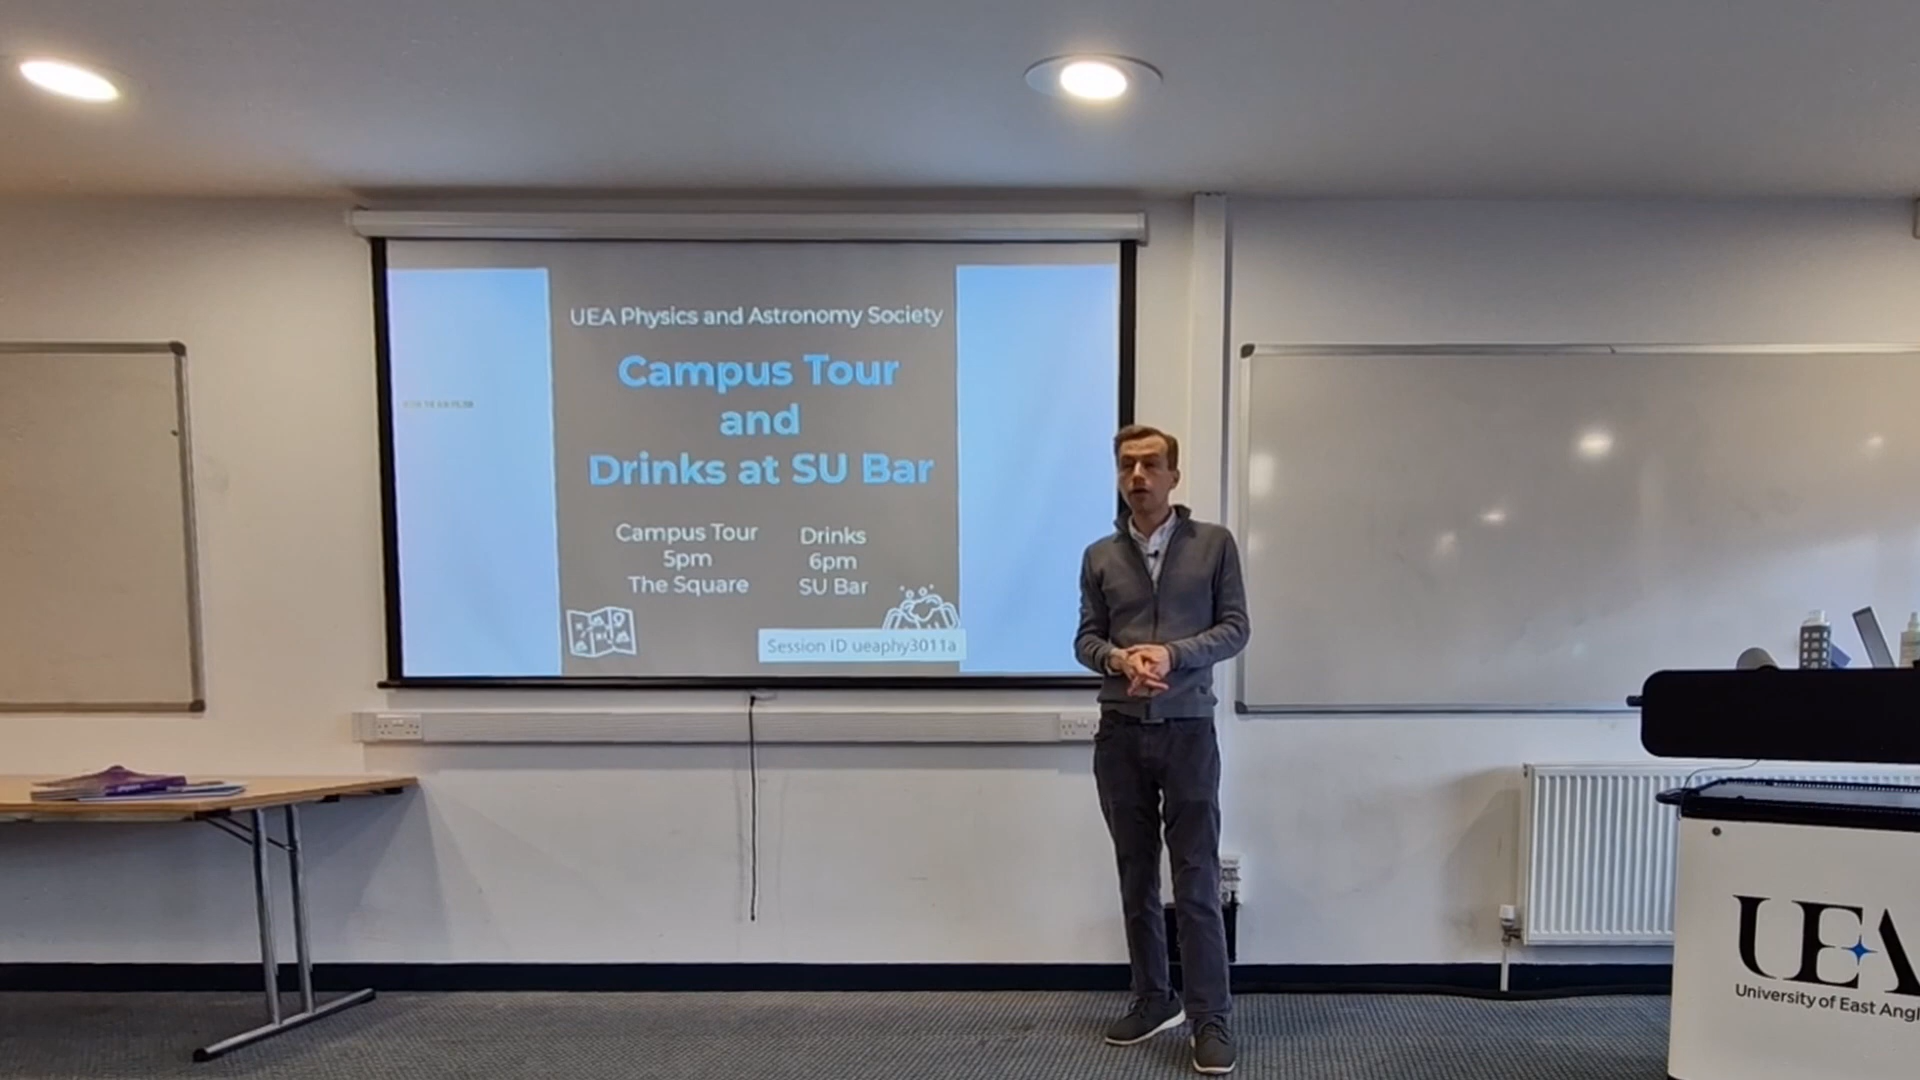 UEA Physics and Astronomy Society
Campus Tour
and
Drinks at SU Bar
Campus Tour
5pm
The Square
Drinks
6pm
SU Bar
Session ID ueaphy3011a
UEA
University of East Angl